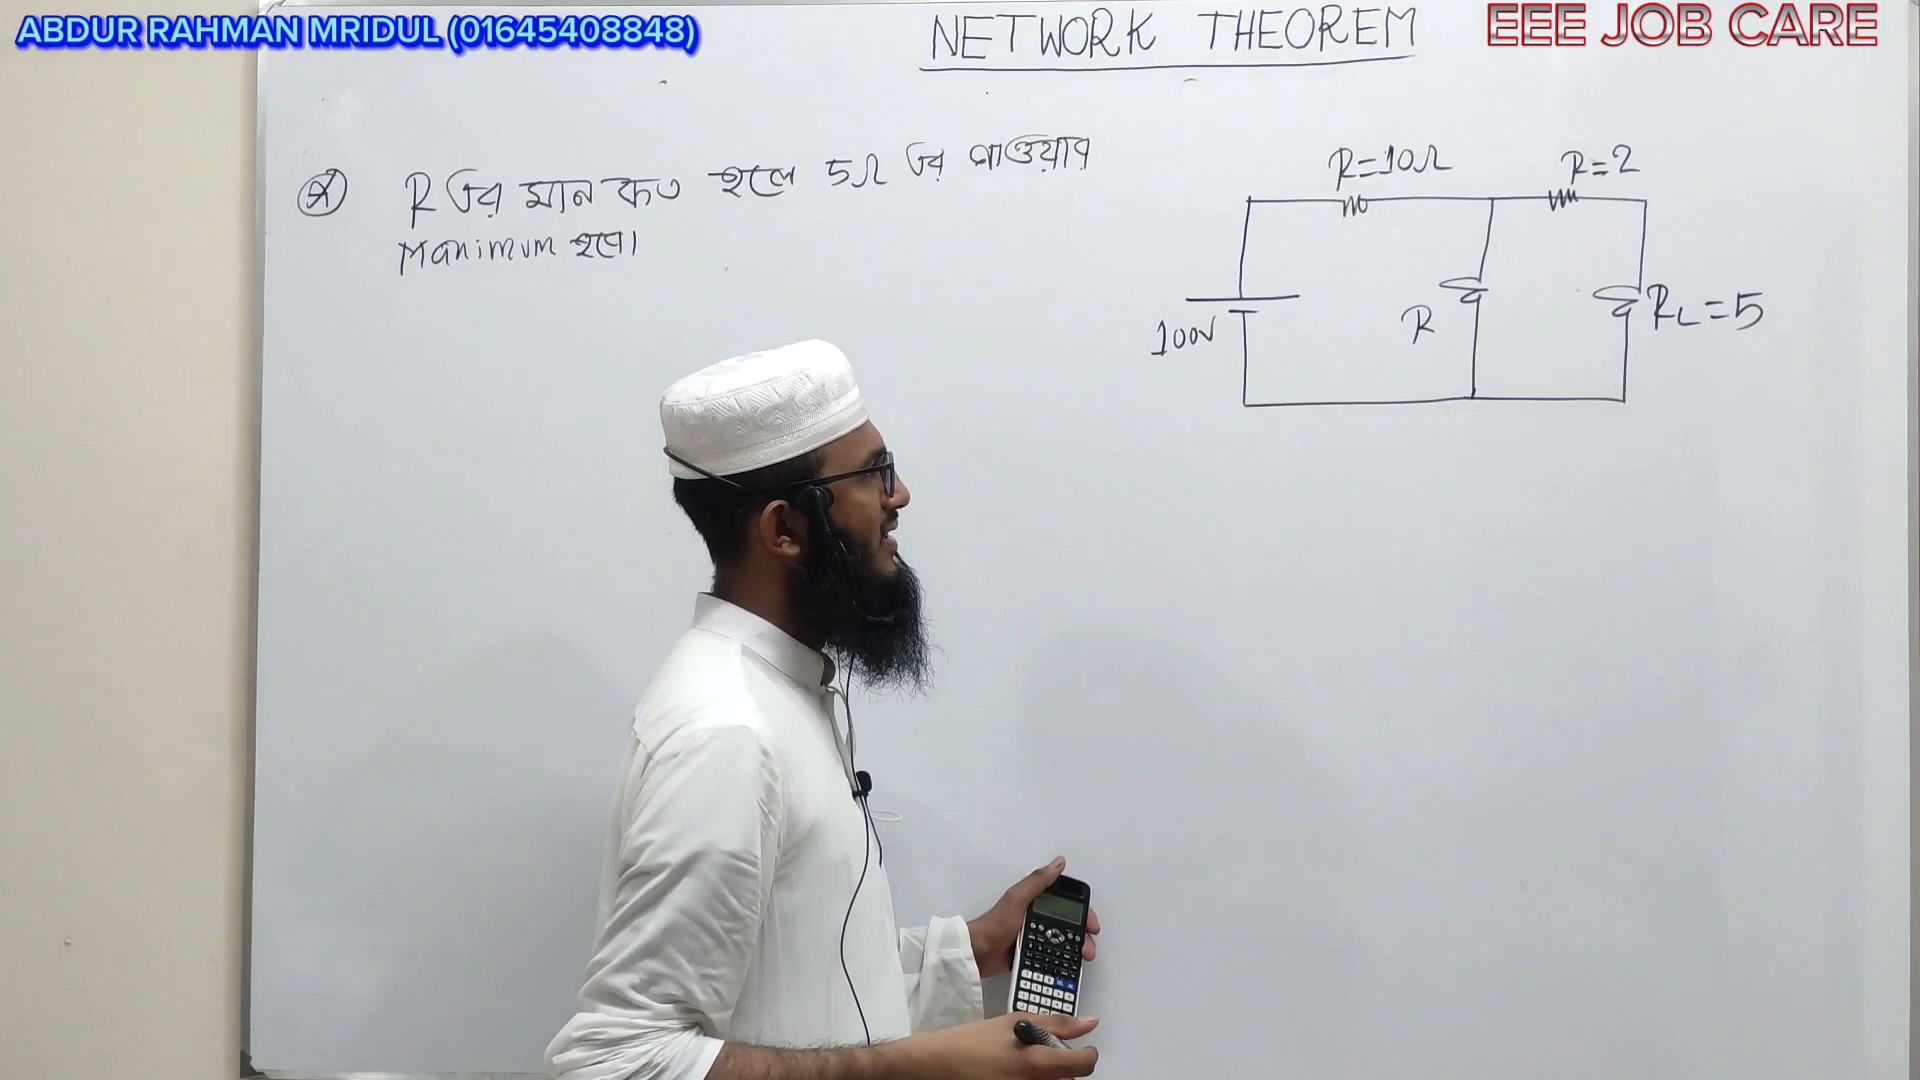 ABDUR RAHMAN MRIDUL (01645408848)
NETWORK THEOREM
EEE JOB CARE
R এর মান কত হলে 5Ω এর পাওয়ার
Manimum হবে।
R=10Ω
R=2
100V
R
RL=5